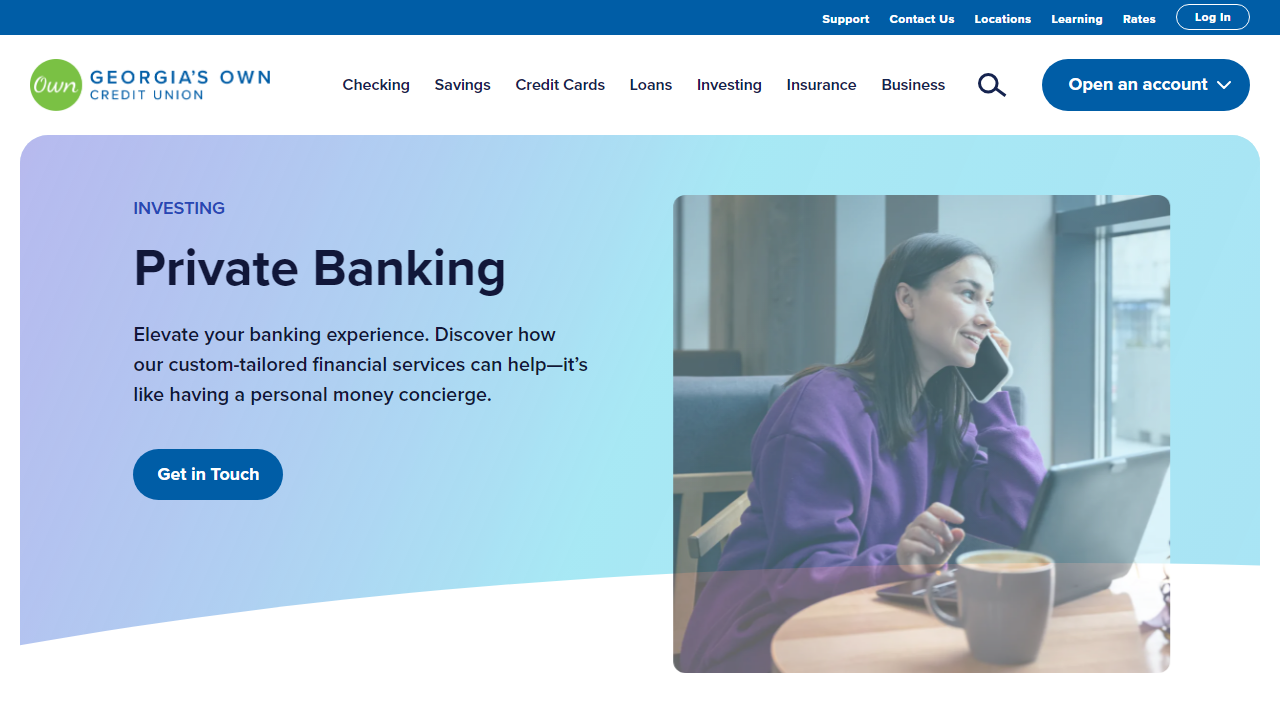 Support Contact Us Locations Learning Rates Log In
Own GEORGIA'S OWN
CREDIT UNION
Checking Savings Credit Cards Loans Investing Insurance Business Open an account
INVESTING
Private Banking
Elevate your banking experience. Discover how
our custom-tailored financial services can help—it’s
like having a personal money concierge.
Get in Touch